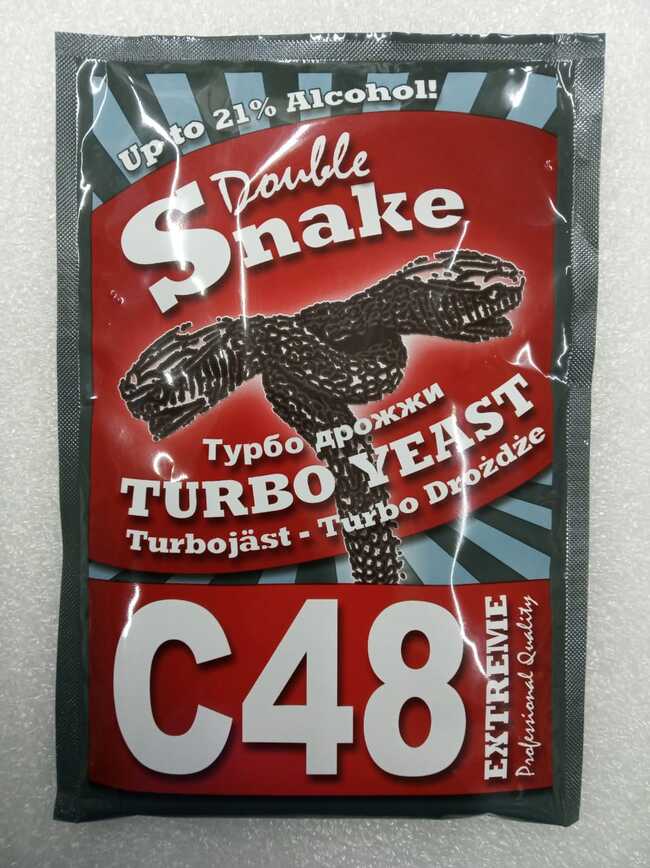 Up to 21% Alcohol!
Double
Snake
Турбо дрожжи
TURBO YEAST
Turbojäst - Turbo Drożdże
C48
EXTREME
Professional Quality